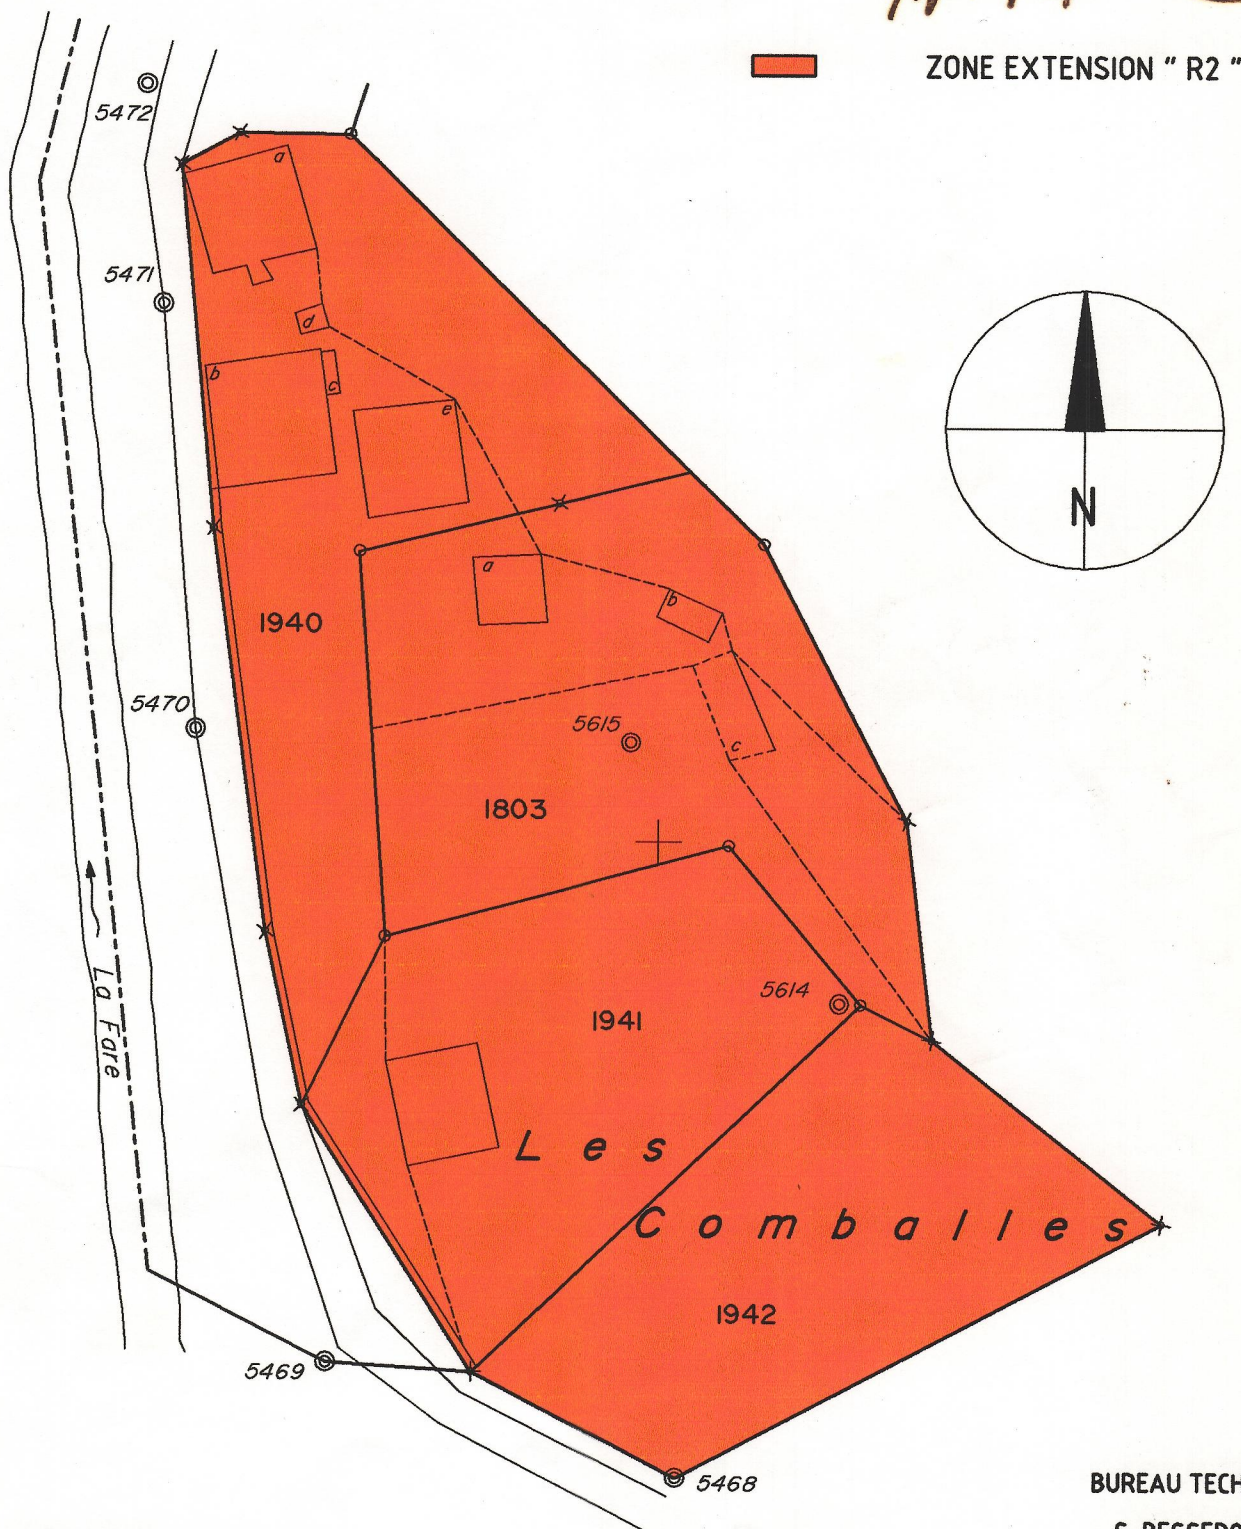 ZONE EXTENSION " R2 "
5472
a
5471
d
b
c
e
N
a
b
1940
5470
5615
c
1803
La Fare
5614
1941
Les
Comballes
1942
5469
5468
BUREAU TECH